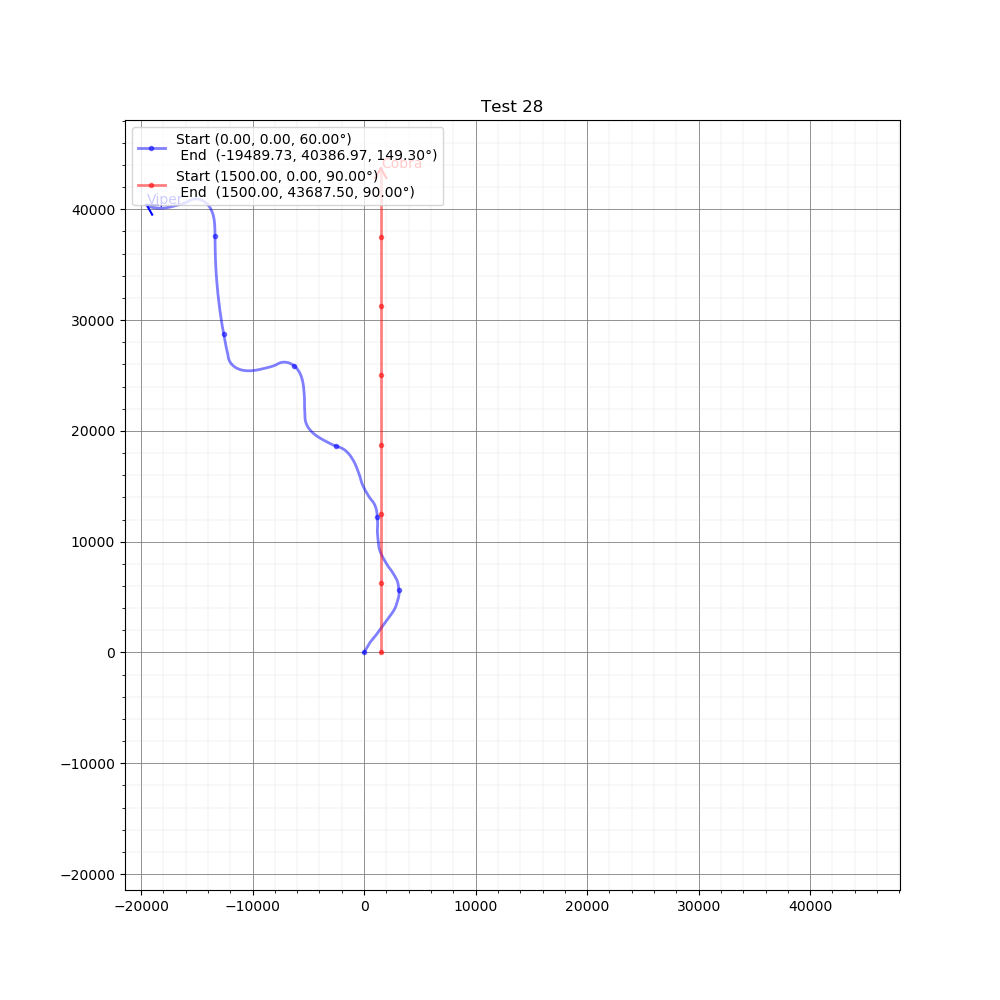 Test 28
Start (0.00, 0.00, 60.00°)
End (-19489.73, 40386.97, 149.30°)
Start (1500.00, 0.00, 90.00°)
End (1500.00, 43687.50, 90.00°)
Cobra
Viper
40000
30000
20000
10000
0
−10000
−20000
−20000 −10000 0 10000 20000 30000 40000